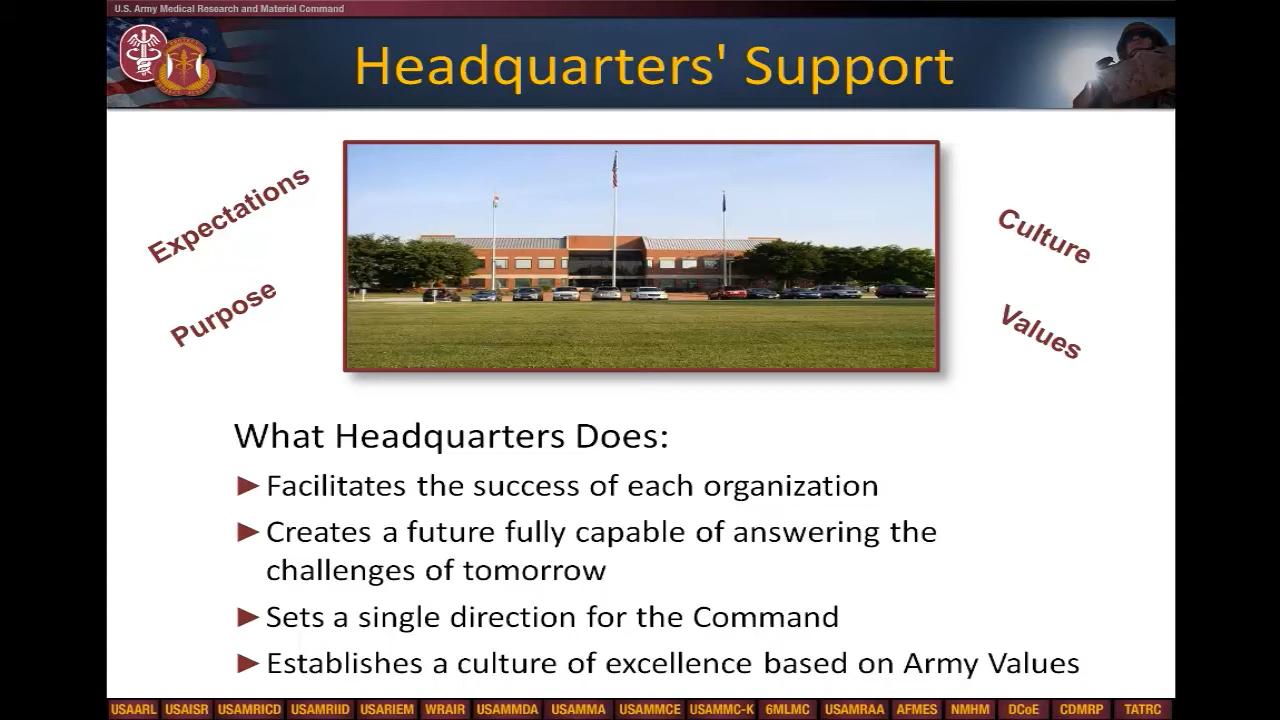 U.S. Army Medical Research and Materiel Command
Headquarters' Support
Expectations
Purpose
Culture
Values
What Headquarters Does:
►Facilitates the success of each organization
►Creates a future fully capable of answering the
challenges of tomorrow
►Sets a single direction for the Command
►Establishes a culture of excellence based on Army Values
USAARL USAISR USAMRICD USAMRIID USARIEM WRAIR USAMMDA USAMMA USAMMCE USAMMC-K 6MLMC USAMRAA AFMES NMHM DCoE CDMRP TATRC